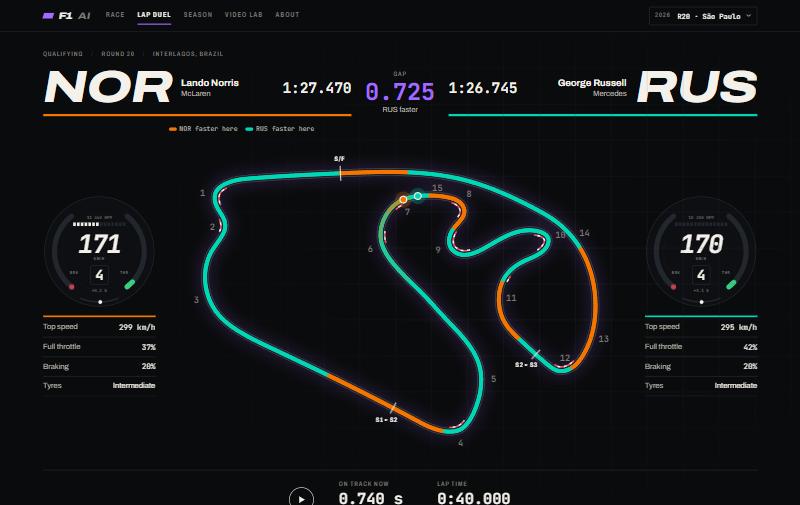 F1 AI RACE LAP DUEL SEASON VIDEO LAB ABOUT 2026 R20 · São Paulo
QUALIFYING ROUND 20 INTERLAGOS, BRAZIL
NOR Lando Norris McLaren 1:27.470 GAP 0.725 RUS faster 1:26.745 George Russell Mercedes RUS
NOR faster here RUS faster here
S/F
1
2
3
4
5
6
7
8
9
10
11
12
13
14
15
S1 S2
S2 S3
171
KM/H
BRK 4 THR
Top speed 299 km/h
Full throttle 37%
Braking 20%
Tyres Intermediate
170
KM/H
BRK 4 THR
Top speed 295 km/h
Full throttle 42%
Braking 20%
Tyres Intermediate
ON TRACK NOW LAP TIME
0.740 s 0:40.000